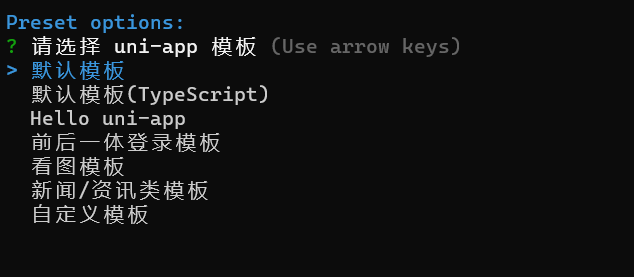 Preset options:
? 请选择 uni-app 模板 (Use arrow keys)
> 默认模板
默认模板(TypeScript)
Hello uni-app
前后一体登录模板
看图模板
新闻/资讯类模板
自定义模板